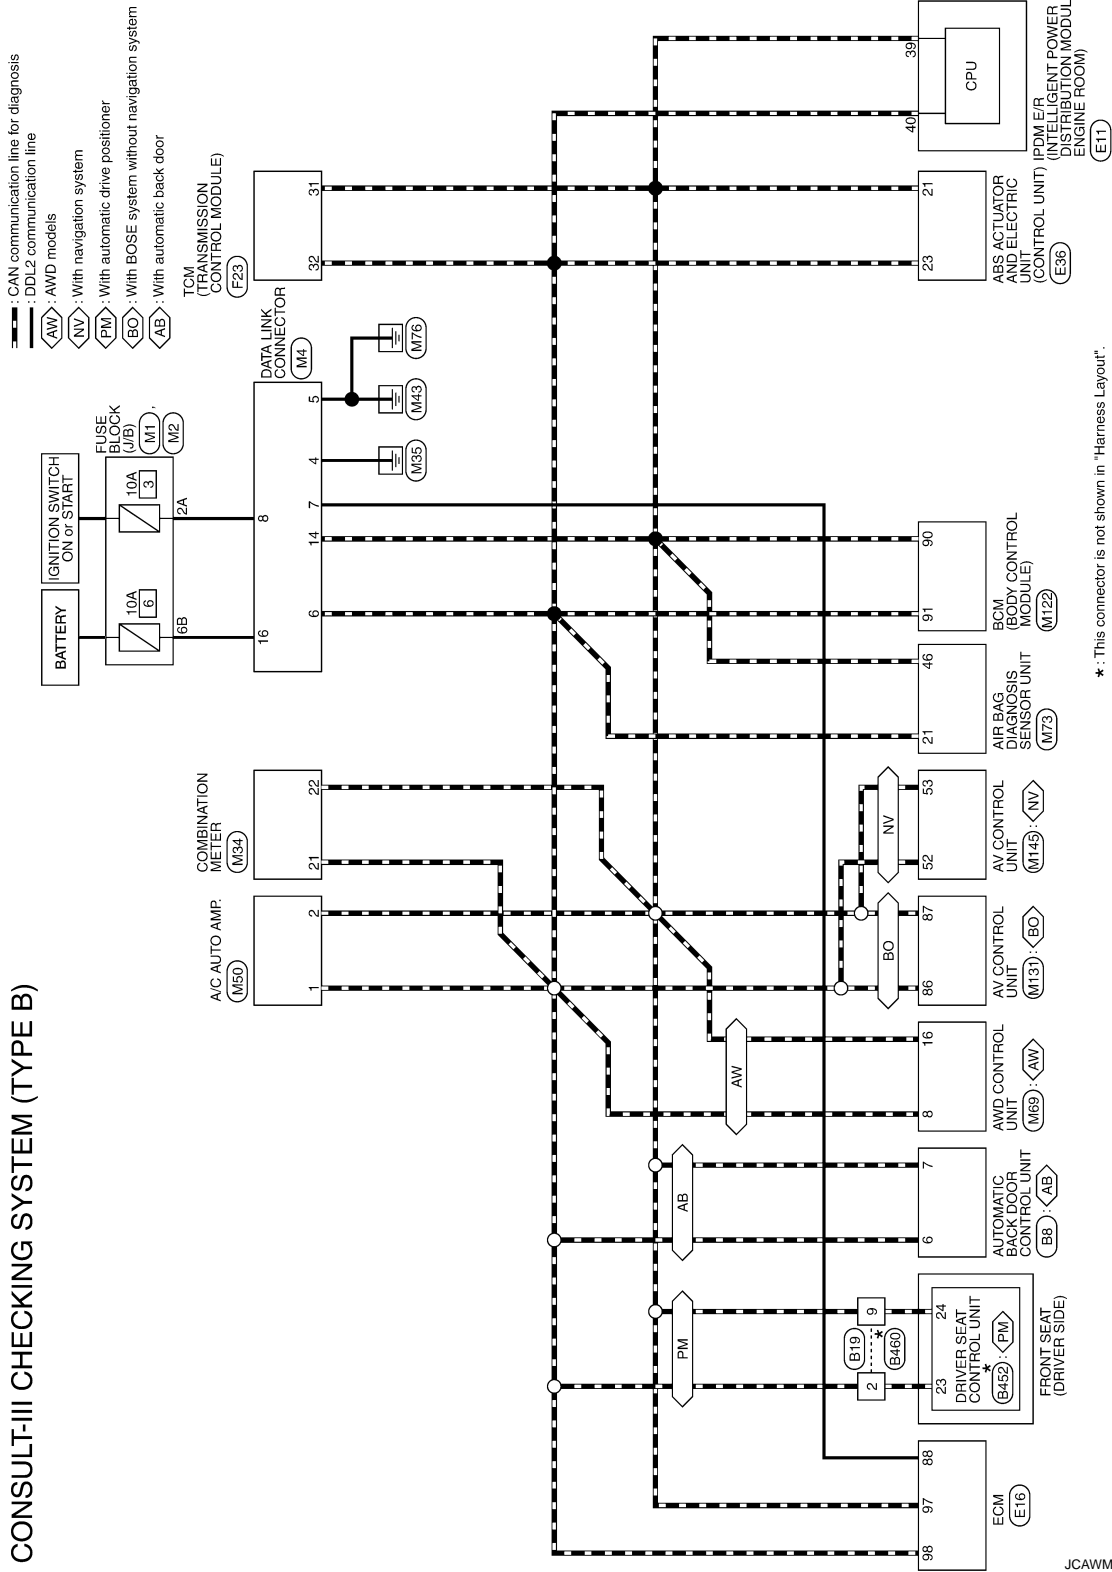 CONSULT-III CHECKING SYSTEM (TYPE B)
: CAN communication line for diagnosis
: DDL2 communication line
AW : AWD models
NV : With navigation system
PM : With automatic drive positioner
BO : With BOSE system without navigation system
AB : With automatic back door
BATTERY
IGNITION SWITCH
ON or START
10A
6
10A
3
FUSE
BLOCK
(J/B)
M1 ,
M2
6B
2A
16
8
DATA LINK
CONNECTOR
M4
6
14
7
4
5
M35
M43
M76
A/C AUTO AMP.
M50
1
2
COMBINATION
METER
M34
21
22
TCM
(TRANSMISSION
CONTROL MODULE)
F23
32
31
PM
AB
AW
BO
NV
98
97
88
ECM
E16
2
9
B19
*
B460
23
24
DRIVER SEAT
CONTROL UNIT
*
B452 : PM
FRONT SEAT
(DRIVER SIDE)
6
7
AUTOMATIC
BACK DOOR
CONTROL UNIT
B8 : AB
8
16
AWD CONTROL
UNIT
M69 : AW
86
87
AV CONTROL
UNIT
M131 : BO
52
53
AV CONTROL
UNIT
M145 : NV
21
46
AIR BAG
DIAGNOSIS
SENSOR UNIT
M73
91
90
BCM
(BODY CONTROL
MODULE)
M122
23
21
ABS ACTUATOR
AND ELECTRIC
UNIT
(CONTROL UNIT)
E36
40
39
CPU
IPDM E/R
(INTELLIGENT POWER
DISTRIBUTION MODUL
ENGINE ROOM)
E11
* : This connector is not shown in "Harness Layout".
JCAWM